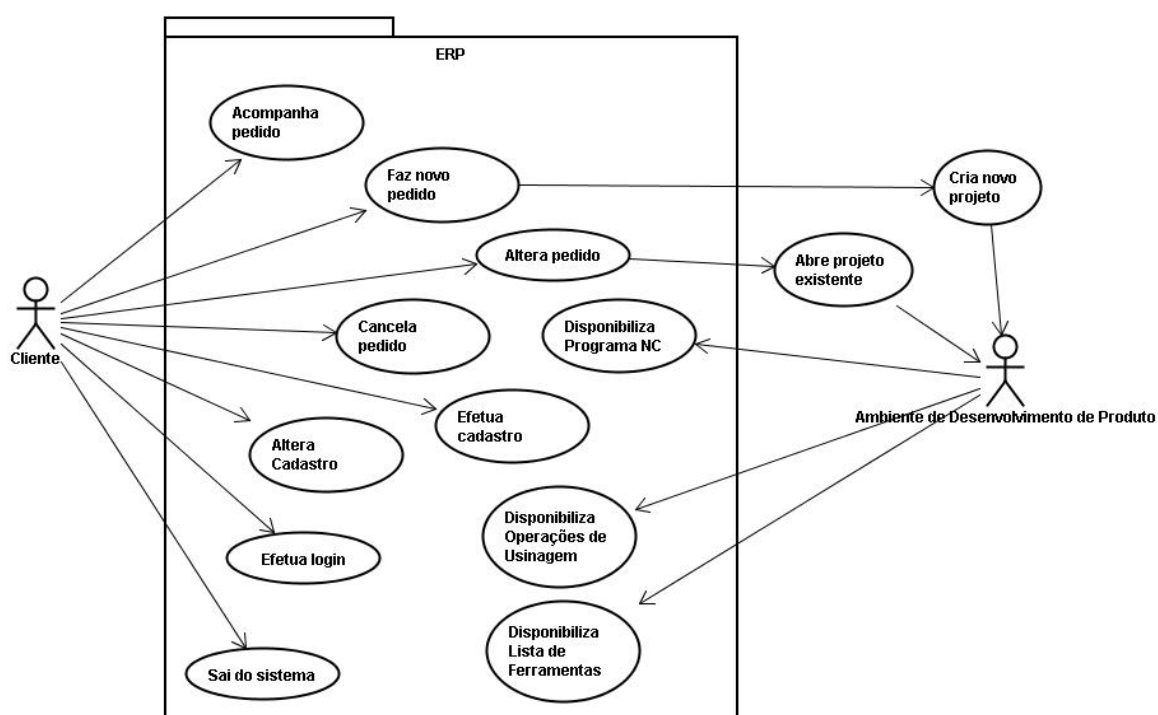 ERP
Acompanha
pedido
Faz novo
pedido
Cria novo
projeto
Altera pedido
Abre projeto
existente
Cancela
pedido
Disponibiliza
Programa NC
Cliente
Efetua
cadastro
Ambiente de Desenvolvimento de Produto
Altera
Cadastro
Disponibiliza
Operações de
Usinagem
Efetua login
Disponibiliza
Lista de
Ferramentas
Sai do sistema